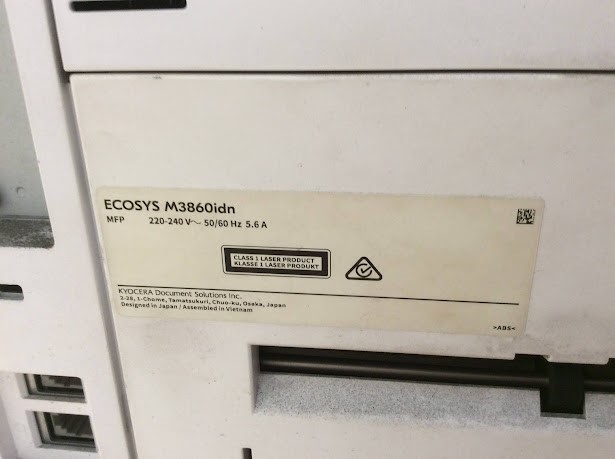 ECOSYS M3860idn
MFP 220-240 V~ 50/60 Hz 5.6 A
CLASS 1 LASER PRODUCT
KLASSE 1 LASER PRODUKT
KYOCERA Document Solutions Inc.
2-28, 1-Chome, Tamatsukuri, Chuo-ku, Osaka, Japan
Designed in Japan / Assembled in Vietnam
>ABS<